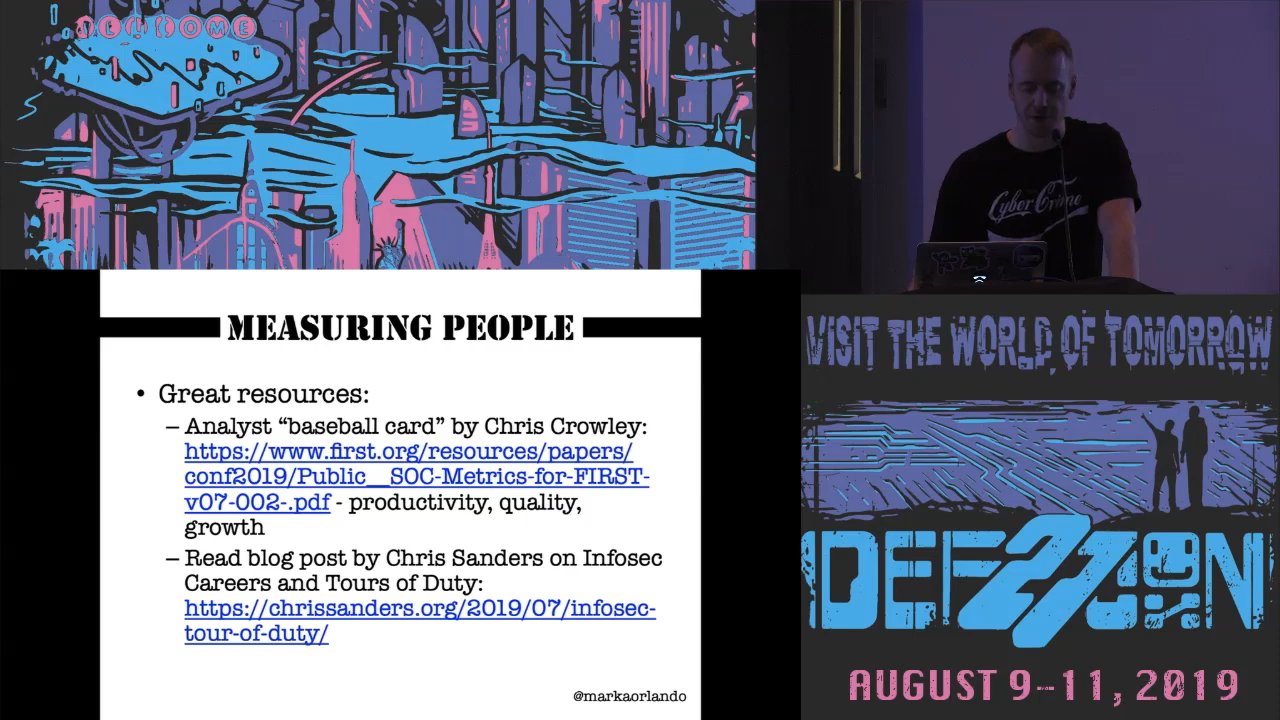 WELCOME
Cyber Crime
MEASURING PEOPLE
• Great resources:
– Analyst “baseball card” by Chris Crowley:
https://www.first.org/resources/papers/
conf2019/Public__SOC-Metrics-for-FIRST-
v07-002-.pdf - productivity, quality,
growth
– Read blog post by Chris Sanders on Infosec
Careers and Tours of Duty:
https://chrissanders.org/2019/07/infosec-
tour-of-duty/
@markaorlando
VISIT THE WORLD OF TOMORROW
DEF 27 CON
AUGUST 9-11, 2019